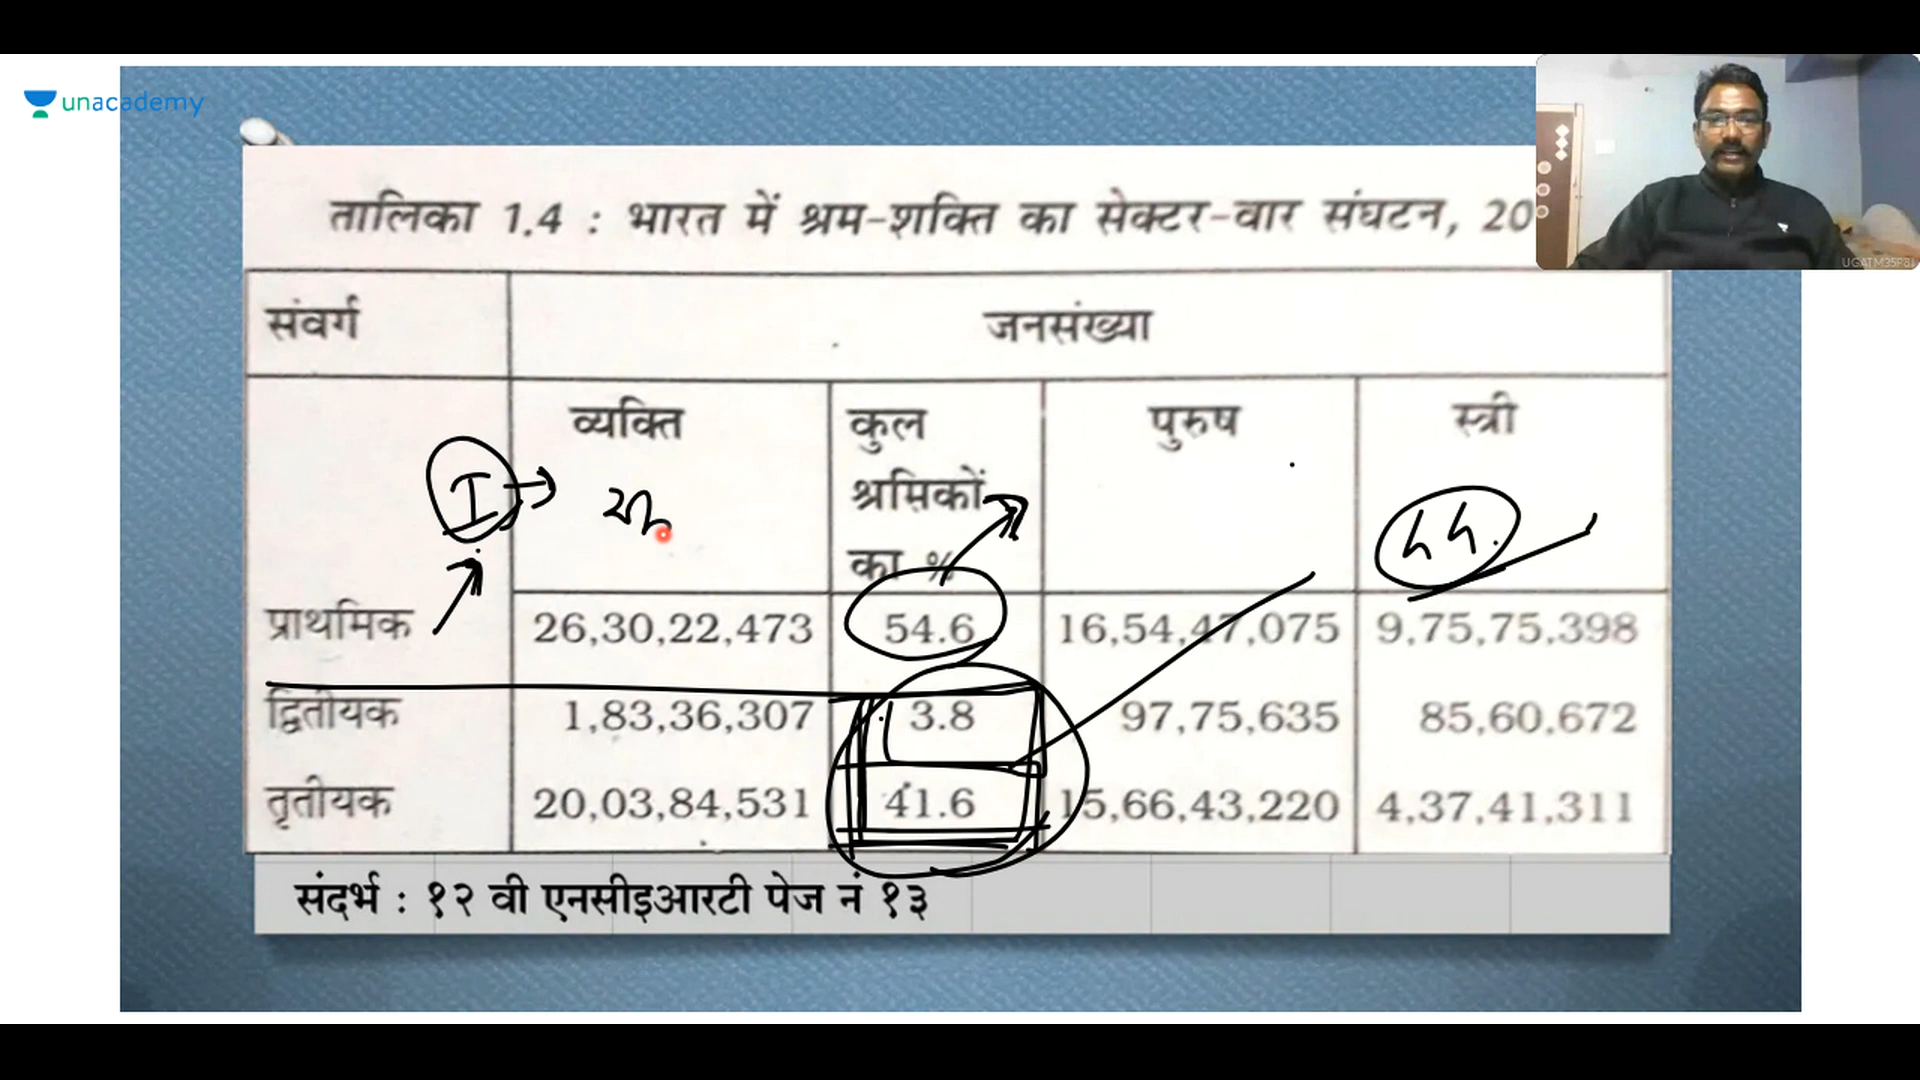 unacademy
तालिका 1.4 : भारत में श्रम-शक्ति का सेक्टर-वार संघटन, 20
संवर्ग जनसंख्या
व्यक्ति कुल श्रमिकों का % पुरुष स्त्री
I
प्राथमिक 26,30,22,473 54.6 16,54,47,075 9,75,75,398
द्वितीयक 1,83,36,307 3.8 97,75,635 85,60,672
तृतीयक 20,03,84,531 41.6 15,66,43,220 4,37,41,311
संदर्भ : १२ वी एनसीइआरटी पेज नं १३
UGATM35P8I